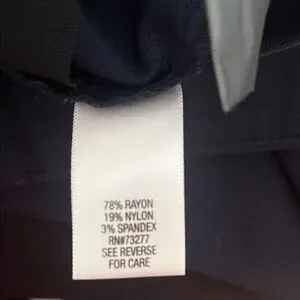 78% RAYON
19% NYLON
3% SPANDEX
RN#73277
SEE REVERSE
FOR CARE